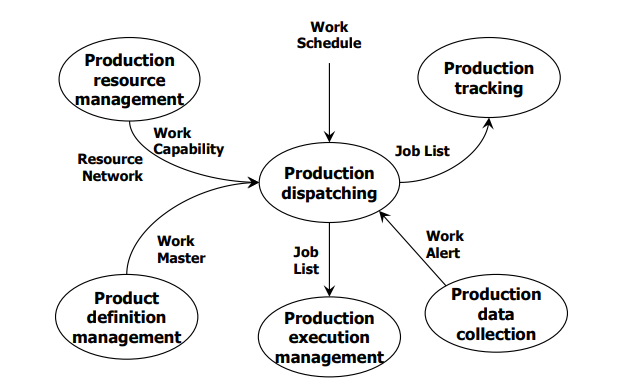 Work
Schedule
Production
resource
management
Production
tracking
Work
Capability
Job List
Resource
Network
Production
dispatching
Work
Master
Job
List
Work
Alert
Product
definition
management
Production
execution
management
Production
data
collection